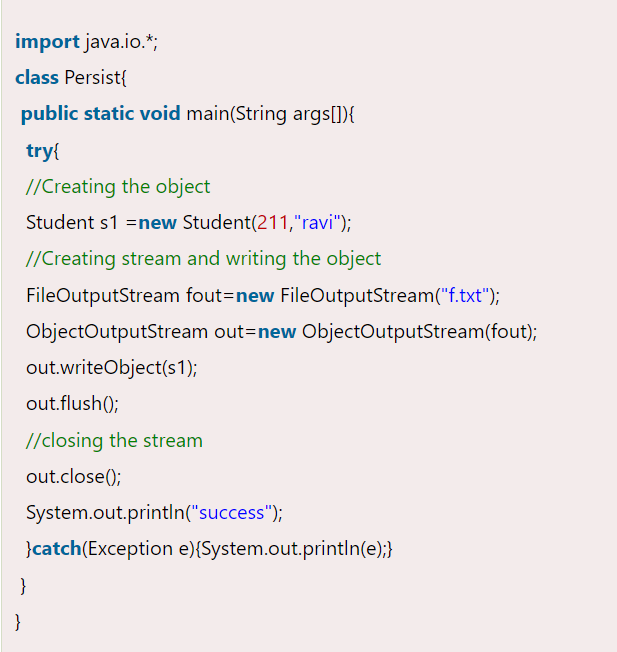 import java.io.*;
class Persist{
public static void main(String args[]){
try{
//Creating the object
Student s1 =new Student(211,"ravi");
//Creating stream and writing the object
FileOutputStream fout=new FileOutputStream("f.txt");
ObjectOutputStream out=new ObjectOutputStream(fout);
out.writeObject(s1);
out.flush();
//closing the stream
out.close();
System.out.println("success");
}catch(Exception e){System.out.println(e);}
}
}